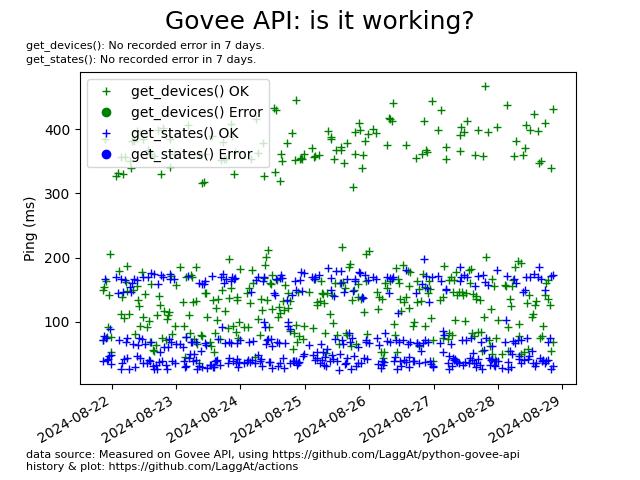 Govee API: is it working?
get_devices(): No recorded error in 7 days.
get_states(): No recorded error in 7 days.
get_devices() OK
get_devices() Error
get_states() OK
get_states() Error
Ping (ms)
400
300
200
100
2024-08-22
2024-08-23
2024-08-24
2024-08-25
2024-08-26
2024-08-27
2024-08-28
2024-08-29
data source: Measured on Govee API, using https://github.com/LaggAt/python-govee-api
history & plot: https://github.com/LaggAt/actions